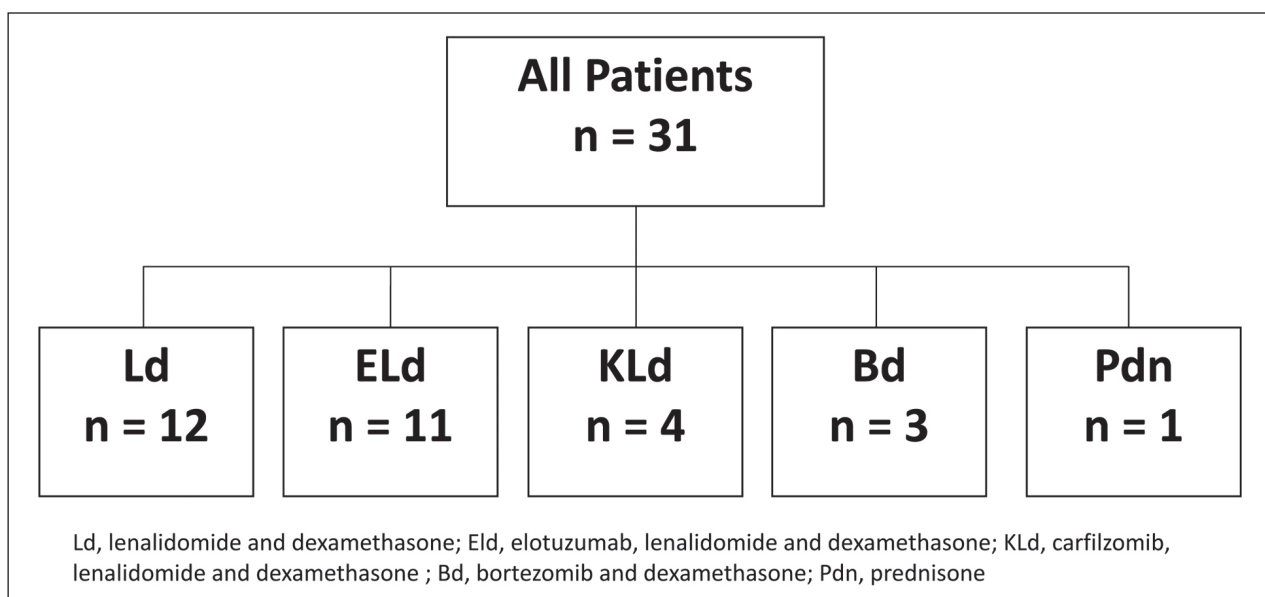 All Patients
n = 31
Ld
n = 12
ELd
n = 11
KLd
n = 4
Bd
n = 3
Pdn
n = 1
Ld, lenalidomide and dexamethasone; Eld, elotuzumab, lenalidomide and dexamethasone; KLd, carfilzomib,
lenalidomide and dexamethasone ; Bd, bortezomib and dexamethasone; Pdn, prednisone